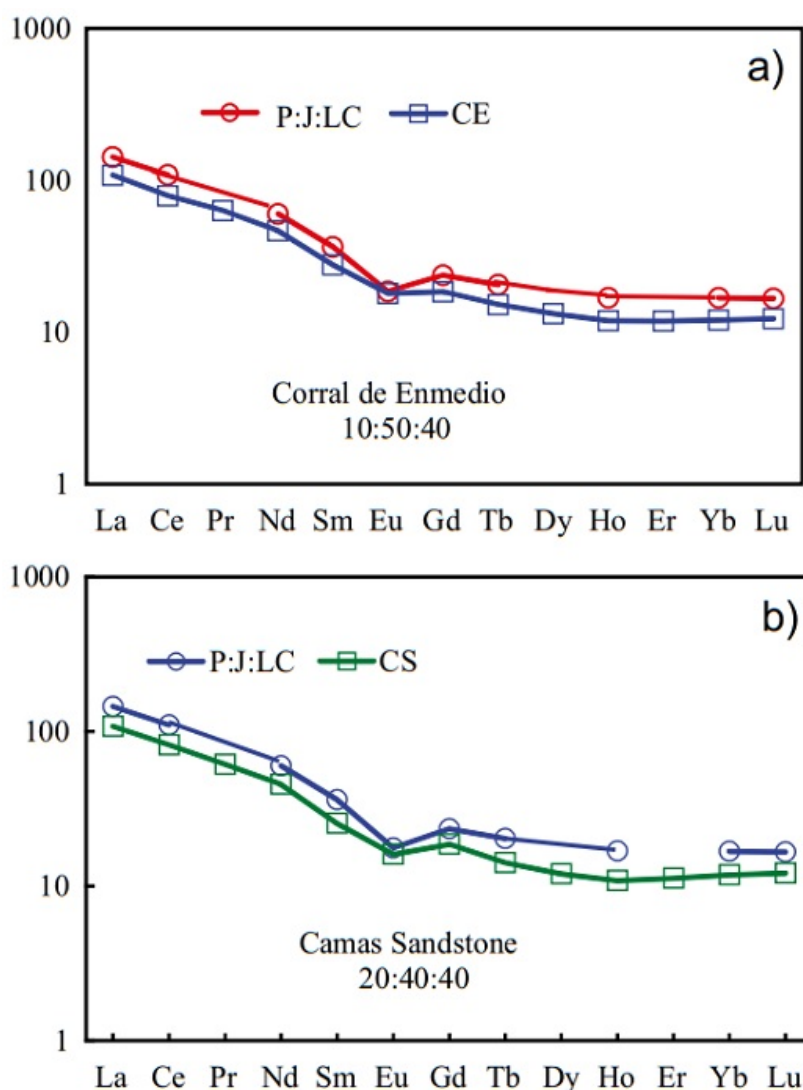 1000
a)
P:J:LC CE
100
10
Corral de Enmedio
10:50:40
1
La Ce Pr Nd Sm Eu Gd Tb Dy Ho Er Yb Lu
1000
b)
P:J:LC CS
100
10
Camas Sandstone
20:40:40
1
La Ce Pr Nd Sm Eu Gd Tb Dy Ho Er Yb Lu